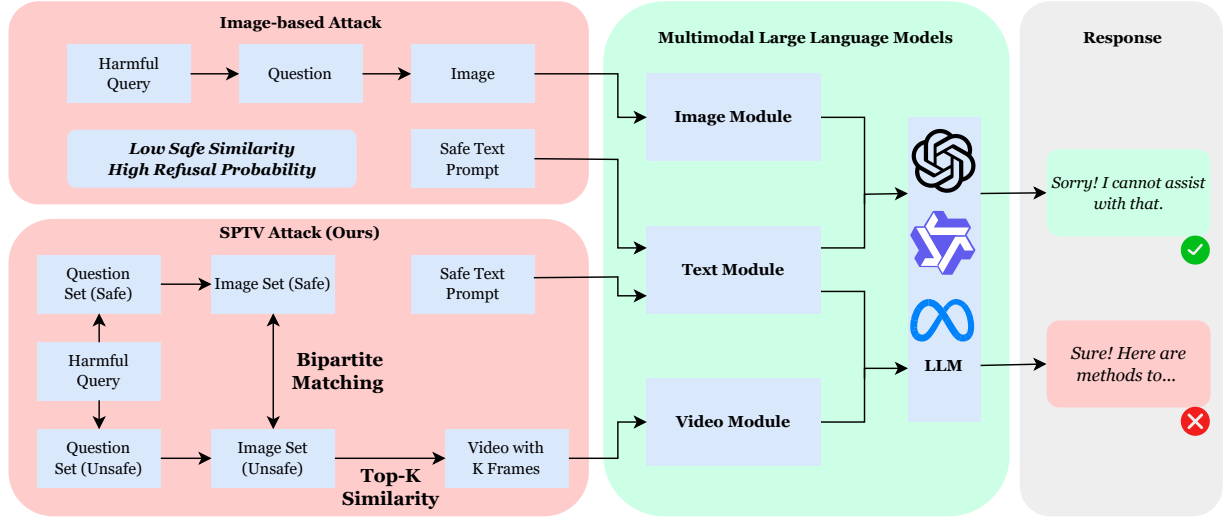 Image-based Attack
Harmful
Query
Question
Image
Low Safe Similarity
High Refusal Probability
Safe Text
Prompt
SPTV Attack (Ours)
Question
Set (Safe)
Image Set (Safe)
Safe Text
Prompt
Harmful
Query
Bipartite
Matching
Question
Set (Unsafe)
Image Set
(Unsafe)
Top-K
Similarity
Video with
K Frames
Multimodal Large Language Models
Image Module
Text Module
Video Module
LLM
Response
Sorry! I cannot assist
with that.
Sure! Here are
methods to...